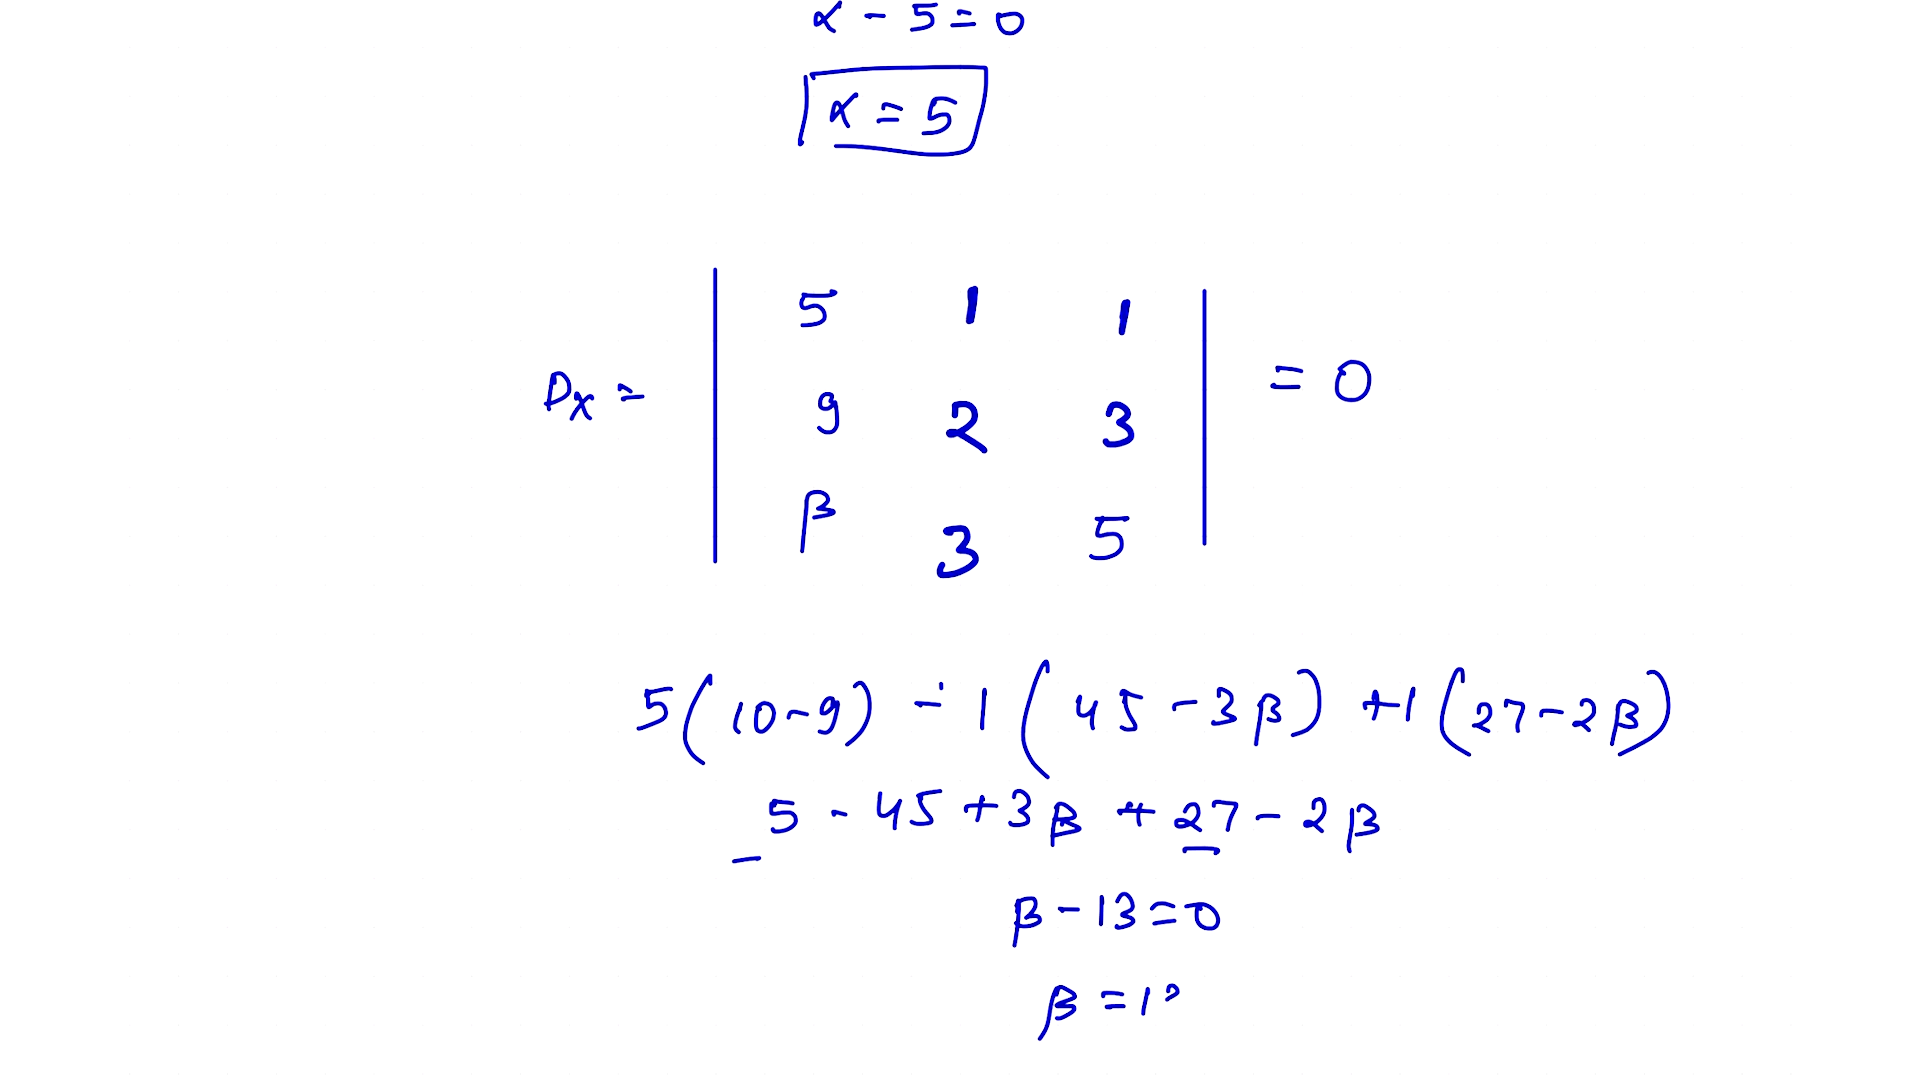 α - 5 = 0
α = 5
Dx = | 5 1 1 |
| 9 2 3 | = 0
| β 3 5 |
5(10-9) - 1(45-3β) +1(27-2β)
5 - 45 + 3β + 27 - 2β
β - 13 = 0
β = 1